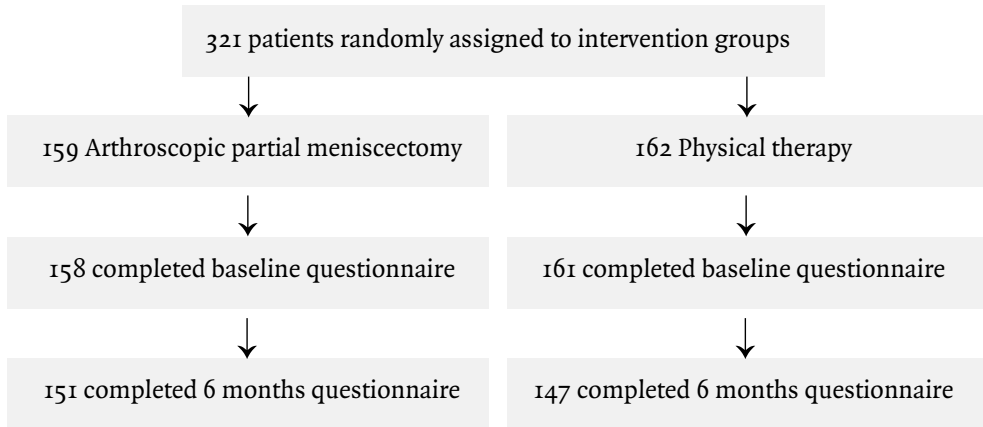 321 patients randomly assigned to intervention groups
159 Arthroscopic partial meniscectomy
162 Physical therapy
158 completed baseline questionnaire
161 completed baseline questionnaire
151 completed 6 months questionnaire
147 completed 6 months questionnaire